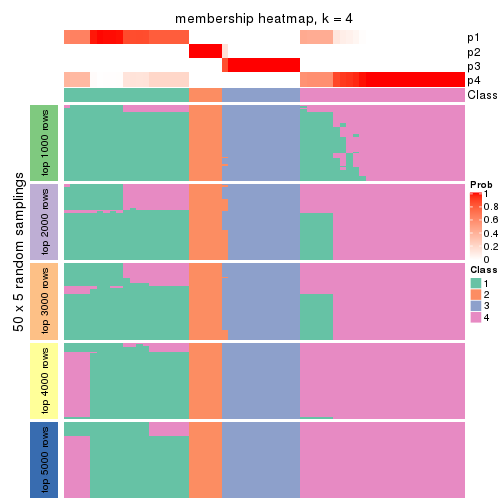 membership heatmap, k = 4
p1
p2
p3
p4
Class
50 x 5 random samplings
top 1000 rows
top 2000 rows
top 3000 rows
top 4000 rows
top 5000 rows
Prob
1
0.8
0.6
0.4
0.2
0
Class
1
2
3
4